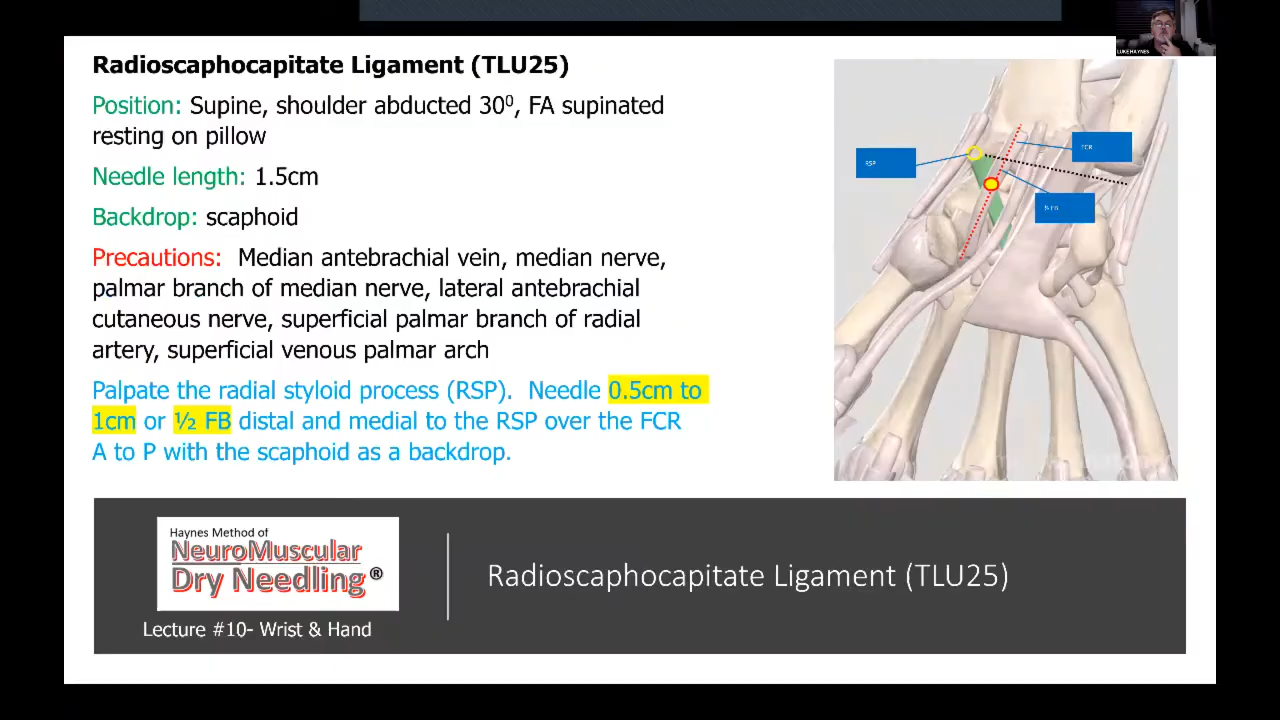 LUKE HAYNES
Radioscaphocapitate Ligament (TLU25)
Position: Supine, shoulder abducted 30⁰, FA supinated
resting on pillow
Needle length: 1.5cm
Backdrop: scaphoid
Precautions: Median antebrachial vein, median nerve,
palmar branch of median nerve, lateral antebrachial
cutaneous nerve, superficial palmar branch of radial
artery, superficial venous palmar arch
Palpate the radial styloid process (RSP). Needle 0.5cm to
1cm or ½ FB distal and medial to the RSP over the FCR
A to P with the scaphoid as a backdrop.
RSP
FCR
Haynes Method of
NeuroMuscular
Dry Needling®
Lecture #10- Wrist & Hand
Radioscaphocapitate Ligament (TLU25)